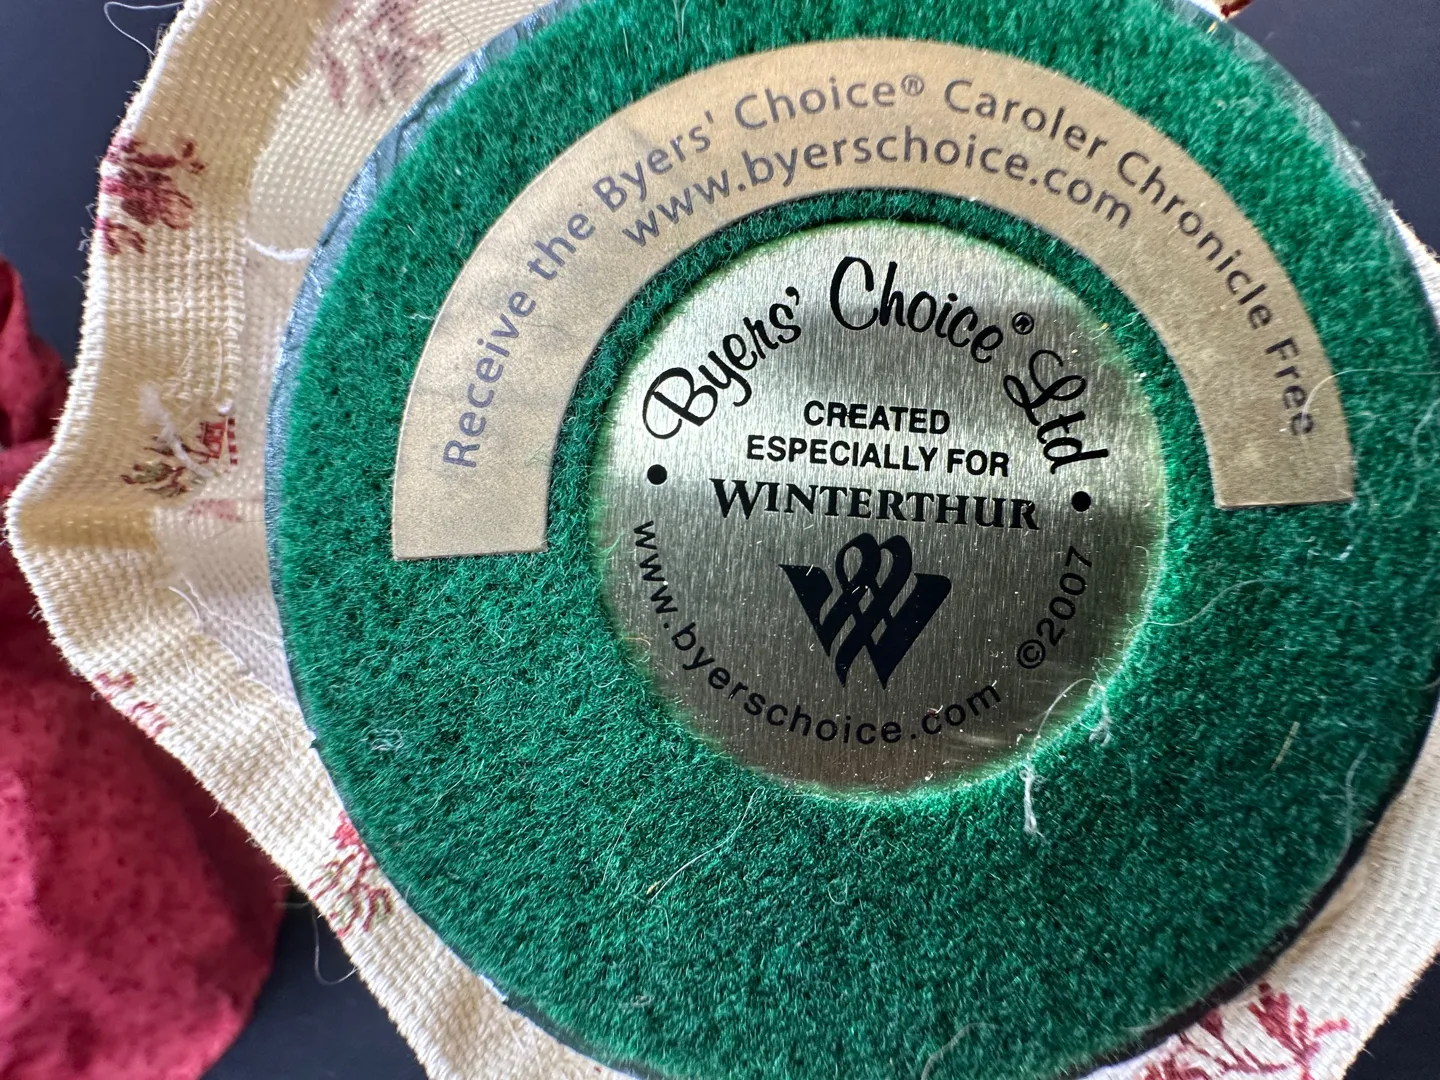 Receive the Byers' Choice® Caroler Chronicle Free
www.byerschoice.com
Byers' Choice® Ltd
CREATED
ESPECIALLY FOR
WINTERTHUR
www.byerschoice.com ©2007